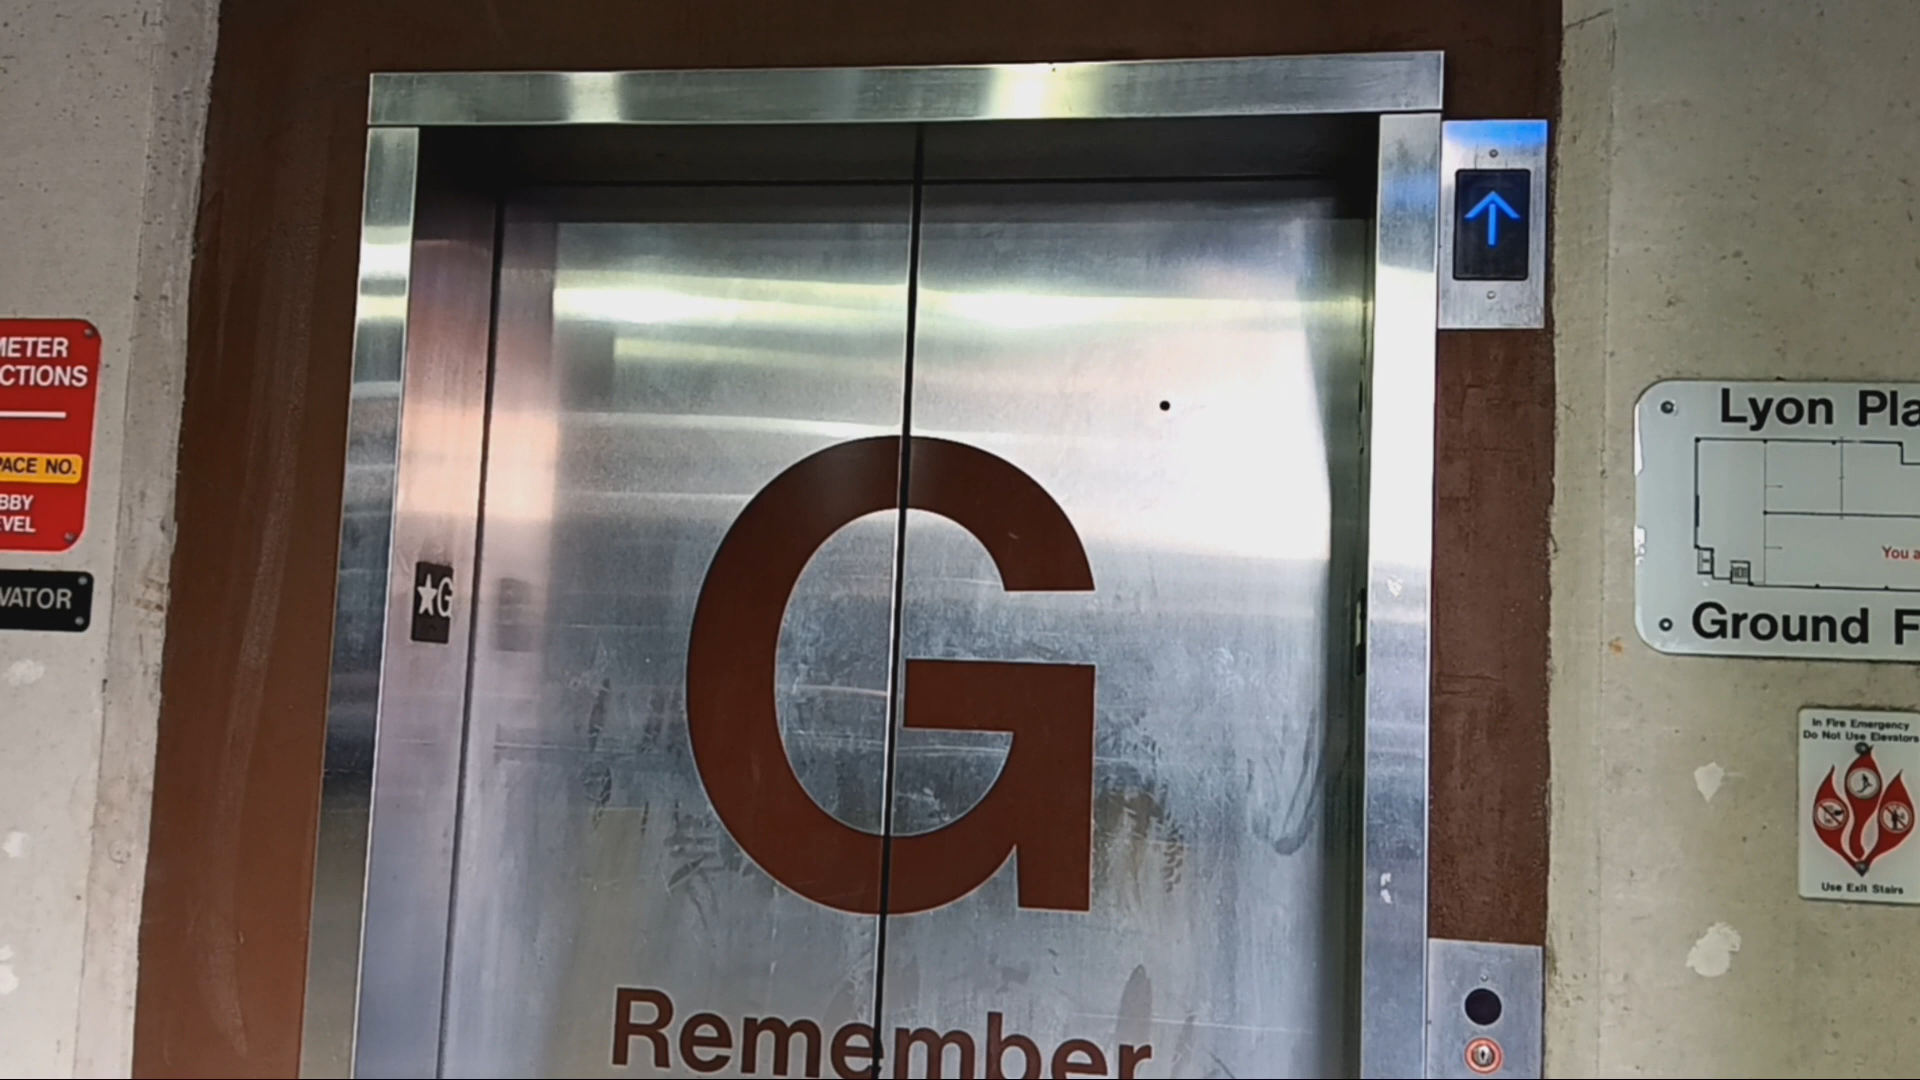 METER
CTIONS
PACE NO.
BBY
EVEL
VATOR
★G
G
Remember
Lyon Pla
You a
Ground F
In Fire Emergency
Do Not Use Elevators
Use Exit Stairs